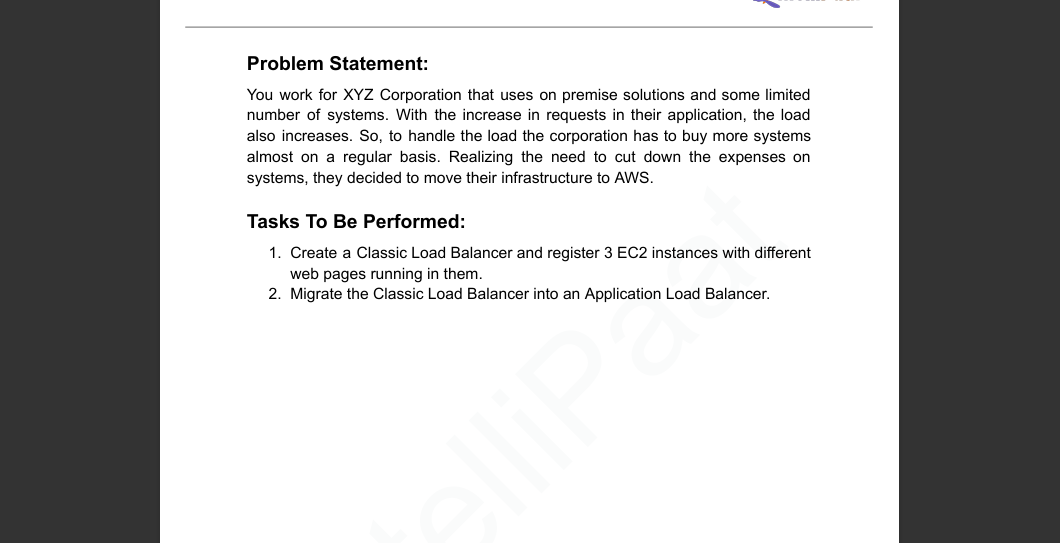 Problem Statement:
You work for XYZ Corporation that uses on premise solutions and some limited
number of systems. With the increase in requests in their application, the load
also increases. So, to handle the load the corporation has to buy more systems
almost on a regular basis. Realizing the need to cut down the expenses on
systems, they decided to move their infrastructure to AWS.
Tasks To Be Performed:
1. Create a Classic Load Balancer and register 3 EC2 instances with different
web pages running in them.
2. Migrate the Classic Load Balancer into an Application Load Balancer.
telliPaat